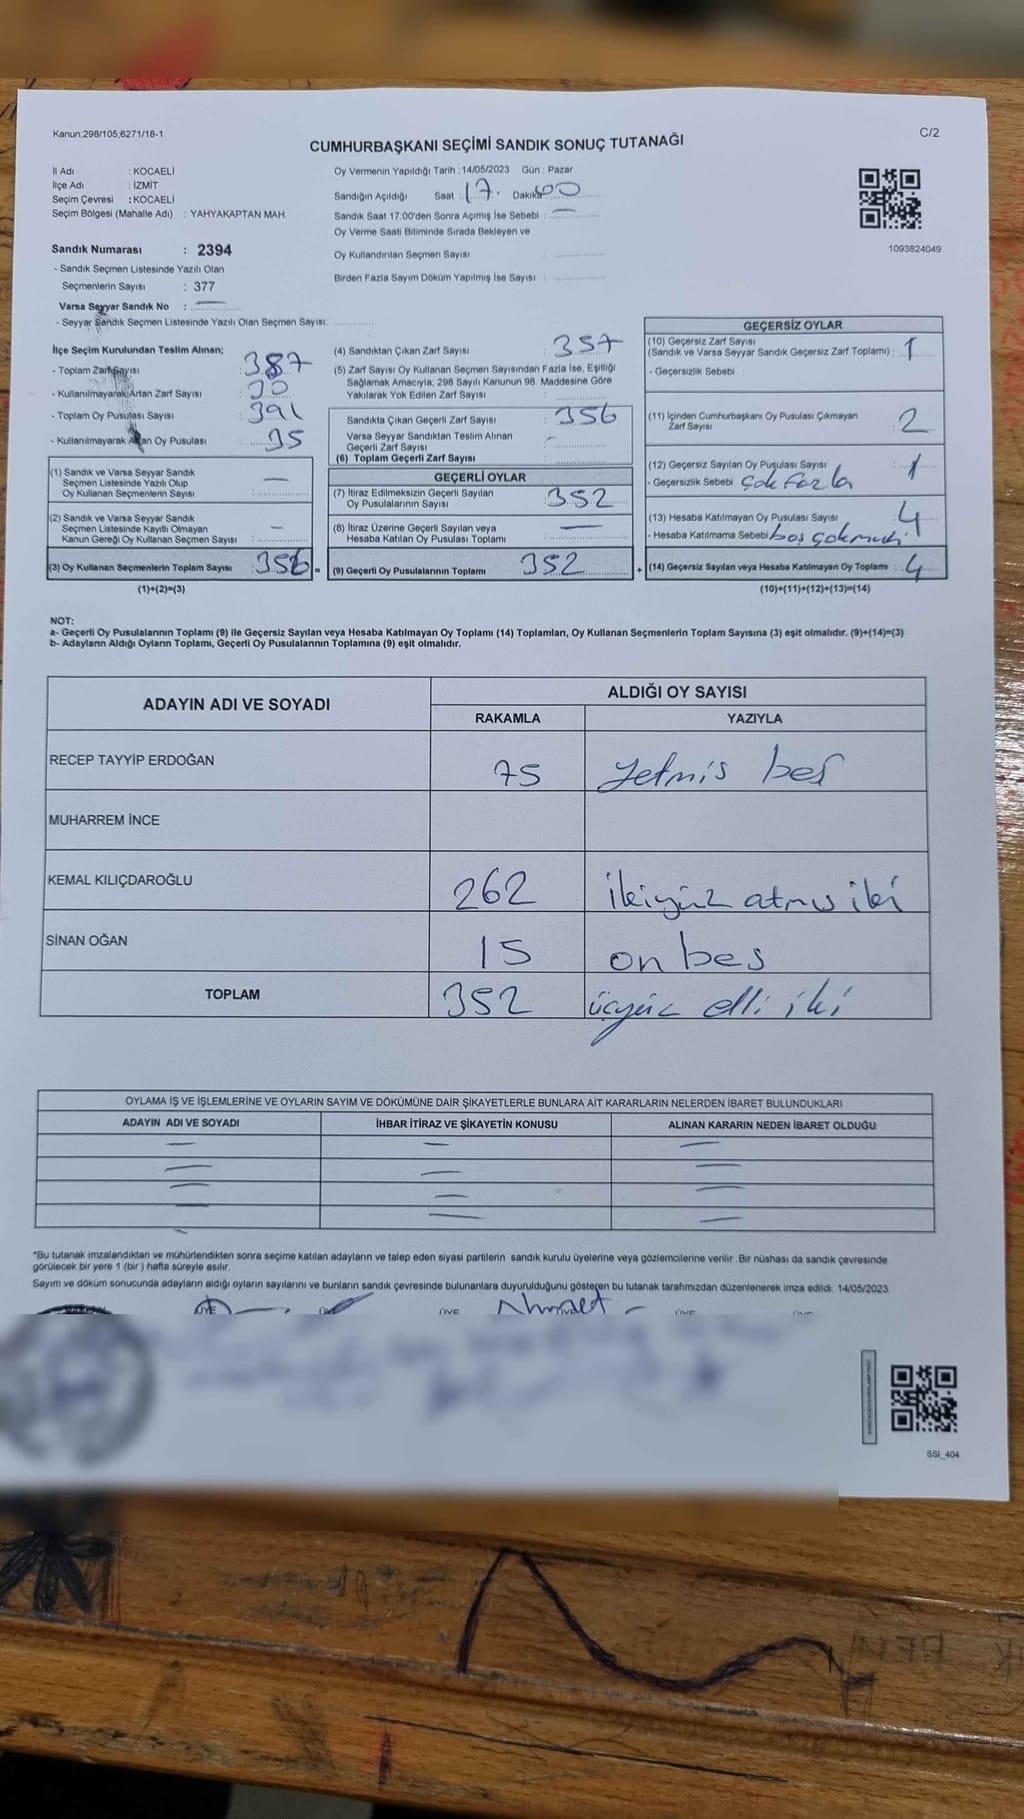 Kanun;298/105;6271/18-1
C/2
CUMHURBAŞKANI SEÇİMİ SANDIK SONUÇ TUTANAĞI
İl Adı : KOCAELİ
İlçe Adı : İZMİT
Seçim Çevresi : KOCAELİ
Seçim Bölgesi (Mahalle Adı) : YAHYAKAPTAN MAH.
Sandık Numarası : 2394
- Sandık Seçmen Listesinde Yazılı Olan
Seçmenlerin Sayısı : 377
Varsa Seyyar Sandık No : —
- Seyyar Sandık Seçmen Listesinde Yazılı Olan Seçmen Sayısı:
Oy Vermenin Yapıldığı Tarih : 14/05/2023 Gün : Pazar
Sandığın Açıldığı Saat : 17. Dakika 00
Sandık Saat 17:00'den Sonra Açımış İse Sebebi : —
Oy Verme Saati Bitiminde Sırada Bekleyen ve
Oy Kullandırılan Seçmen Sayısı :
Birden Fazla Sayım Döküm Yapılmış İse Sayısı :
1093824049
İlçe Seçim Kurulundan Teslim Alınan;
- Toplam Zarf Sayısı : 387
- Kullanılmayarak Artan Zarf Sayısı : 30
- Toplam Oy Pusulası Sayısı : 391
- Kullanılmayarak Artan Oy Pusulası : 35
(1) Sandık ve Varsa Seyyar Sandık
Seçmen Listesinde Yazılı Olup
Oy Kullanan Seçmenlerin Sayısı : —
(2) Sandık ve Varsa Seyyar Sandık
Seçmen Listesinde Kayıtlı Olmayan
Kanun Gereği Oy Kullanan Seçmen Sayısı : —
(3) Oy Kullanan Seçmenlerin Toplam Sayısı : 356 =
(1)+(2)=(3)
(4) Sandıktan Çıkan Zarf Sayısı : 357
(5) Zarf Sayısı Oy Kullanan Seçmen Sayısından Fazla İse, Eşitliği
Sağlamak Amacıyla, 298 Sayılı Kanunun 98. Maddesine Göre
Yakılarak Yok Edilen Zarf Sayısı :
Sandıkta Çıkan Geçerli Zarf Sayısı : 356
Varsa Seyyar Sandıktan Teslim Alınan
Geçerli Zarf Sayısı
(6) Toplam Geçerli Zarf Sayısı
GEÇERLİ OYLAR
(7) İtiraz Edilmeksizin Geçerli Sayılan
Oy Pusulalarının Sayısı : 352
(8) İtiraz Üzerine Geçerli Sayılan veya
Hesaba Katılan Oy Pusulası Toplamı : —
(9) Geçerli Oy Pusulalarının Toplamı 352 +
GEÇERSİZ OYLAR
(10) Geçersiz Zarf Sayısı
(Sandık ve Varsa Seyyar Sandık Geçersiz Zarf Toplamı) : 1
- Geçersizlik Sebebi :
(11) İçinden Cumhurbaşkanı Oy Pusulası Çıkmayan
Zarf Sayısı 2
(12) Geçersiz Sayılan Oy Pusulası Sayısı 1
- Geçersizlik Sebebi çok fazla
(13) Hesaba Katılmayan Oy Pusulası Sayısı : 4
- Hesaba Katılmama Sebebi boş
(14) Geçersiz Sayılan veya Hesaba Katılmayan Oy Toplamı : 4
(10)+(11)+(12)+(13)=(14)
NOT:
a- Geçerli Oy Pusulalarının Toplamı (9) ile Geçersiz Sayılan veya Hesaba Katılmayan Oy Toplamı (14) Toplamları, Oy Kullanan Seçmenlerin Toplam Sayısına (3) eşit olmalıdır. (9)+(14)=(3)
b- Adayların Aldığı Oyların Toplamı, Geçerli Oy Pusulalarının Toplamına (9) eşit olmalıdır.
ADAYIN ADI VE SOYADI
ALDIĞI OY SAYISI
RAKAMLA YAZIYLA
RECEP TAYYİP ERDOĞAN 75 yetmis beş
MUHARREM İNCE
KEMAL KILIÇDAROĞLU 262 ikiyüz atmış iki
SİNAN OĞAN 15 on bes
TOPLAM 352 üçyüz elli iki
OYLAMA İŞ VE İŞLEMLERİNE VE OYLARIN SAYIM VE DÖKÜMÜNE DAİR ŞİKAYETLERLE BUNLARA AİT KARARLARIN NELERDEN İBARET BULUNDUKLARI
ADAYIN ADI VE SOYADI İHBAR İTİRAZ VE ŞİKAYETİN KONUSU ALINAN KARARIN NEDEN İBARET OLDUĞU
*Bu tutanak imzalandıktan ve mühürlendikten sonra seçime katılan adayların ve talep eden siyasi partilerin sandık kurulu üyelerine veya gözlemcilerine verilir .Bir nüshası da sandık çevresinde
görülecek bir yere 1 (bir ) hafta süreyle asılır.
Sayım ve döküm sonucunda adayların aldığı oyların sayılarını ve bunların sandık çevresinde bulunanlara duyurulduğunu gösteren bu tutanak tarafımızdan düzenlenerek imza edildi. 14/05/2023
ÜYE ÜYE ÜYE Ahmet ÜYE ÜYE
SSI_404